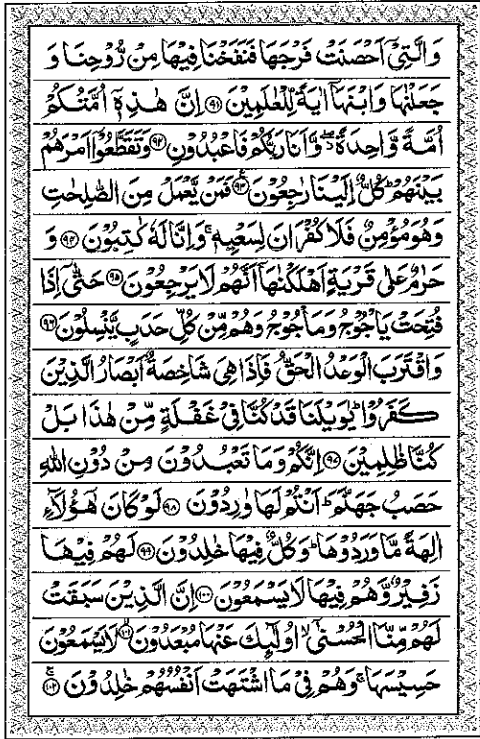 وَالَّتِیْۤ اَحْصَنَتْ فَرْجَهَا فَنَفَخْنَا فِیْهَا مِنْ رُّوْحِنَا وَ
جَعَلْنٰهَا وَابْنَهَاۤ اٰیَةً لِّلْعٰلَمِیْنَ ﴿۹۱﴾ اِنَّ هٰذِهٖۤ اُمَّتُكُمْ
اُمَّةً وَّاحِدَةً ۖ٘ وَّاَنَا رَبُّكُمْ فَاعْبُدُوْنِ ﴿۹۲﴾ وَتَقَطَّعُوْۤا اَمْرَهُمْ
بَیْنَهُمْ ؕ كُلٌّ اِلَیْنَا رٰجِعُوْنَ ﴿۹۳﴾ فَمَنْ یَّعْمَلْ مِنَ الصّٰلِحٰتِ
وَهُوَ مُؤْمِنٌ فَلَا كُفْرَانَ لِسَعْیِهٖ ۚ وَاِنَّا لَهٗ كٰتِبُوْنَ ﴿۹۴﴾ وَ
حَرٰمٌ عَلٰی قَرْیَةٍ اَهْلَكْنٰهَاۤ اَنَّهُمْ لَا یَرْجِعُوْنَ ﴿۹۵﴾ حَتّٰۤی اِذَا
فُتِحَتْ یَاْجُوْجُ وَمَاْجُوْجُ وَهُمْ مِّنْ كُلِّ حَدَبٍ یَّنْسِلُوْنَ ﴿۹۶﴾
وَاقْتَرَبَ الْوَعْدُ الْحَقُّ فَاِذَا هِیَ شَاخِصَةٌ اَبْصَارُ الَّذِیْنَ
كَفَرُوْا ؕ یٰوَیْلَنَا قَدْ كُنَّا فِیْ غَفْلَةٍ مِّنْ هٰذَا بَلْ
كُنَّا ظٰلِمِیْنَ ﴿۹۷﴾ اِنَّكُمْ وَمَا تَعْبُدُوْنَ مِنْ دُوْنِ اللّٰهِ
حَصَبُ جَهَنَّمَ ؕ اَنْتُمْ لَهَا وٰرِدُوْنَ ﴿۹۸﴾ لَوْ كَانَ هٰۤؤُلَآءِ
اٰلِهَةً مَّا وَرَدُوْهَا ؕ وَكُلٌّ فِیْهَا خٰلِدُوْنَ ﴿۹۹﴾ لَهُمْ فِیْهَا
زَفِیْرٌ وَّهُمْ فِیْهَا لَا یَسْمَعُوْنَ ﴿۱۰۰﴾ اِنَّ الَّذِیْنَ سَبَقَتْ
لَهُمْ مِّنَّا الْحُسْنٰۤی ۙ اُولٰٓىِٕكَ عَنْهَا مُبْعَدُوْنَ ﴿۱۰۱﴾ لَا یَسْمَعُوْنَ
حَسِیْسَهَا ۚ وَهُمْ فِیْ مَا اشْتَهَتْ اَنْفُسُهُمْ خٰلِدُوْنَ ﴿۱۰۲﴾